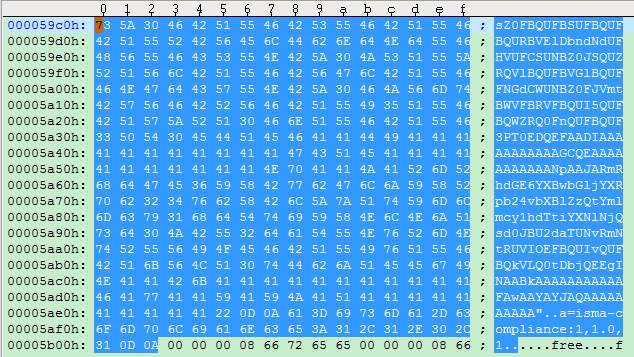 0 1 2 3 4 5 6 7 8 9 a b c d e f
000059c0h: 73 5A 30 46 42 51 55 46 42 53 55 46 42 51 55 46 ; sZ0FBQUFBSUFBQUF
000059d0h: 42 51 55 52 42 56 45 6C 44 62 6E 64 4E 64 55 46 ; BQURBVElDbndNdUF
000059e0h: 48 56 55 46 43 53 55 4E 42 5A 30 4A 53 51 55 5A ; HVUFCSUNBZ0JSQUZ
000059f0h: 52 51 56 6C 42 51 55 46 42 56 47 6C 42 51 55 46 ; RQVlBQUFBVGlBQUF
00005a00h: 46 4E 47 64 43 57 55 4E 42 5A 30 46 4A 56 6D 74 ; FNGdCWUNBZ0FJVmt
00005a10h: 42 57 56 46 42 52 56 46 42 51 55 49 35 51 55 46 ; BWVFBRVFBQUI5QUF
00005a20h: 42 51 57 5A 52 51 30 46 6E 51 55 46 42 51 55 46 ; BQWZRQ0FnQUFBQUF
00005a30h: 33 50 54 30 45 44 51 45 46 41 41 44 49 41 41 41 ; 3PT0EDQEFAADIAAA
00005a40h: 41 41 41 41 41 41 41 41 47 43 51 45 41 41 41 41 ; AAAAAAAAGCQEAAAA
00005a50h: 41 41 41 41 41 41 41 4E 70 41 41 4A 41 52 6D 52 ; AAAAAAANpAAJARmR
00005a60h: 68 64 47 45 36 59 58 42 77 62 47 6C 6A 59 58 52 ; hdGE6YXBwbGljYXR
00005a70h: 70 62 32 34 76 62 58 42 6C 5A 7A 51 74 59 6D 6C ; pb24vbXBlZzQtYml
00005a80h: 6D 63 79 31 68 64 54 74 69 59 58 4E 6C 4E 6A 51 ; mcy1hdTtiYXNlNjQ
00005a90h: 73 64 30 4A 42 55 32 64 61 54 55 4E 76 52 6D 4E ; sd0JBU2daTUNvRmN
00005aa0h: 74 52 55 56 49 4F 45 46 42 51 55 49 76 51 55 46 ; tRUVIOEFBQUIvQUF
00005ab0h: 42 51 6B 56 4C 51 30 74 44 62 6A 51 45 45 67 49 ; BQkVLQ0tDbjQEEgI
00005ac0h: 4E 41 41 42 6B 41 41 41 41 41 41 41 41 41 41 41 ; NAABkAAAAAAAAAAA
00005ad0h: 46 41 77 41 41 59 41 59 4A 41 51 41 41 41 41 41 ; FAwAAYAYJAQAAAAA
00005ae0h: 41 41 41 41 41 22 0D 0A 61 3D 69 73 6D 61 2D 63 ; AAAAA"..a=isma-c
00005af0h: 6F 6D 70 6C 69 61 6E 63 65 3A 31 2C 31 2E 30 2C ; ompliance:1,1.0,
00005b00h: 31 0D 0A 00 00 00 08 66 72 65 65 00 00 00 08 66 ; 1......free....f